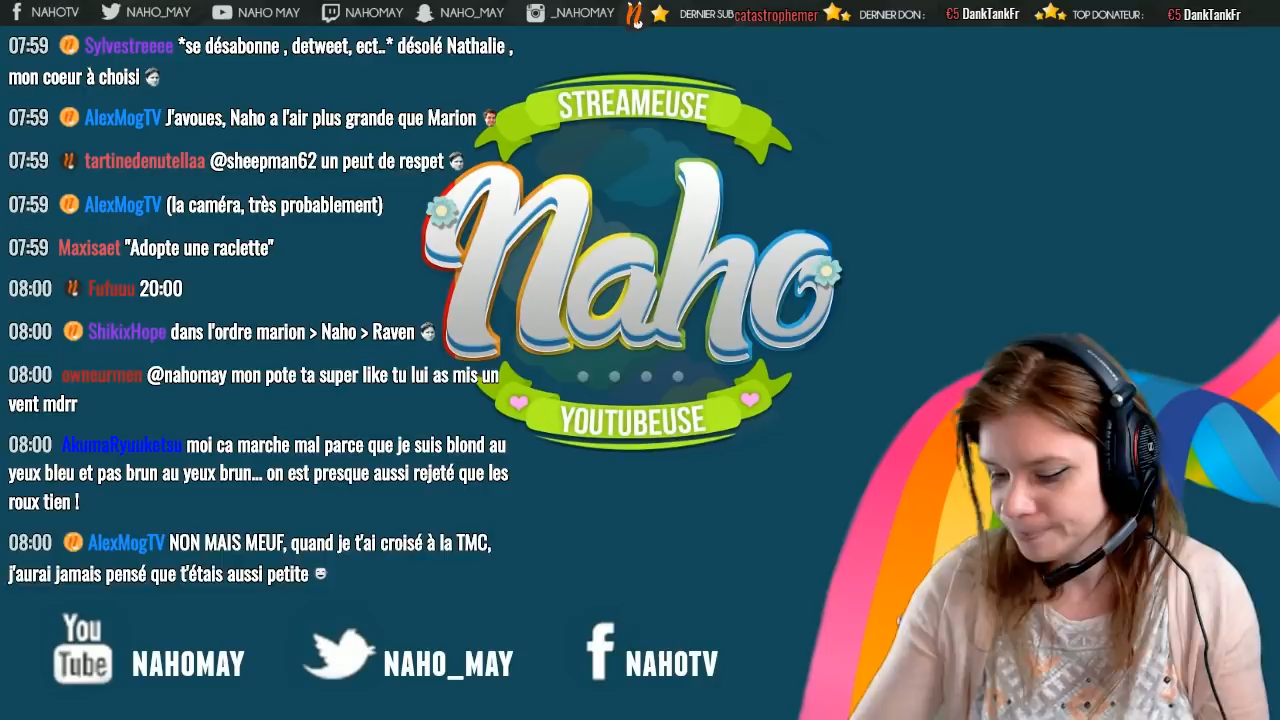 NAHOTV NAHO_MAY NAHO MAY NAHOMAY NAHO_MAY _NAHOMAY DERNIER SUB catastrophemer DERNIER DON : €5 DankTankFr TOP DONATEUR : €5 DankTankFr
07:59 Sylvestreeee *se désabonne , detweet, ect..* désolé Nathalie ,
mon coeur à choisi
07:59 AlexMogTV J'avoues, Naho a l'air plus grande que Marion
07:59 tartinedenutellaa @sheepman62 un peut de respet
07:59 AlexMogTV (la caméra, très probablement)
07:59 Maxisaet "Adopte une raclette"
08:00 Fufuuu 20:00
08:00 ShikixHope dans l'ordre marion > Naho > Raven
08:00 owneurmen @nahomay mon pote ta super like tu lui as mis un
vent mdrr
08:00 AkumaRyuuketsu moi ca marche mal parce que je suis blond au
yeux bleu et pas brun au yeux brun... on est presque aussi rejeté que les
roux tien !
08:00 AlexMogTV NON MAIS MEUF, quand je t'ai croisé à la TMC,
j'aurai jamais pensé que t'étais aussi petite
STREAMEUSE
Naho
YOUTUBEUSE
You
Tube
NAHOMAY
NAHO_MAY
NAHOTV